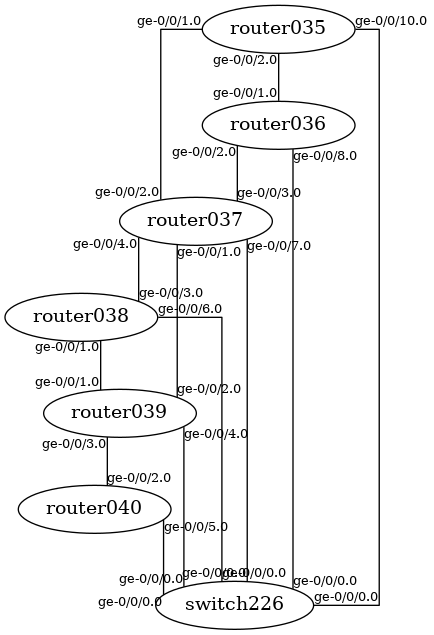 ge-0/0/1.0
router035
ge-0/0/10.0
ge-0/0/2.0
ge-0/0/1.0
router036
ge-0/0/2.0
ge-0/0/8.0
ge-0/0/2.0
ge-0/0/3.0
router037
ge-0/0/4.0
ge-0/0/1.0
ge-0/0/7.0
ge-0/0/3.0
router038
ge-0/0/6.0
ge-0/0/1.0
ge-0/0/1.0
ge-0/0/2.0
router039
ge-0/0/4.0
ge-0/0/3.0
ge-0/0/2.0
router040
ge-0/0/5.0
ge-0/0/0.0
ge-0/0/0.0
ge-0/0/0.0
ge-0/0/0.0
ge-0/0/0.0
ge-0/0/0.0
switch226